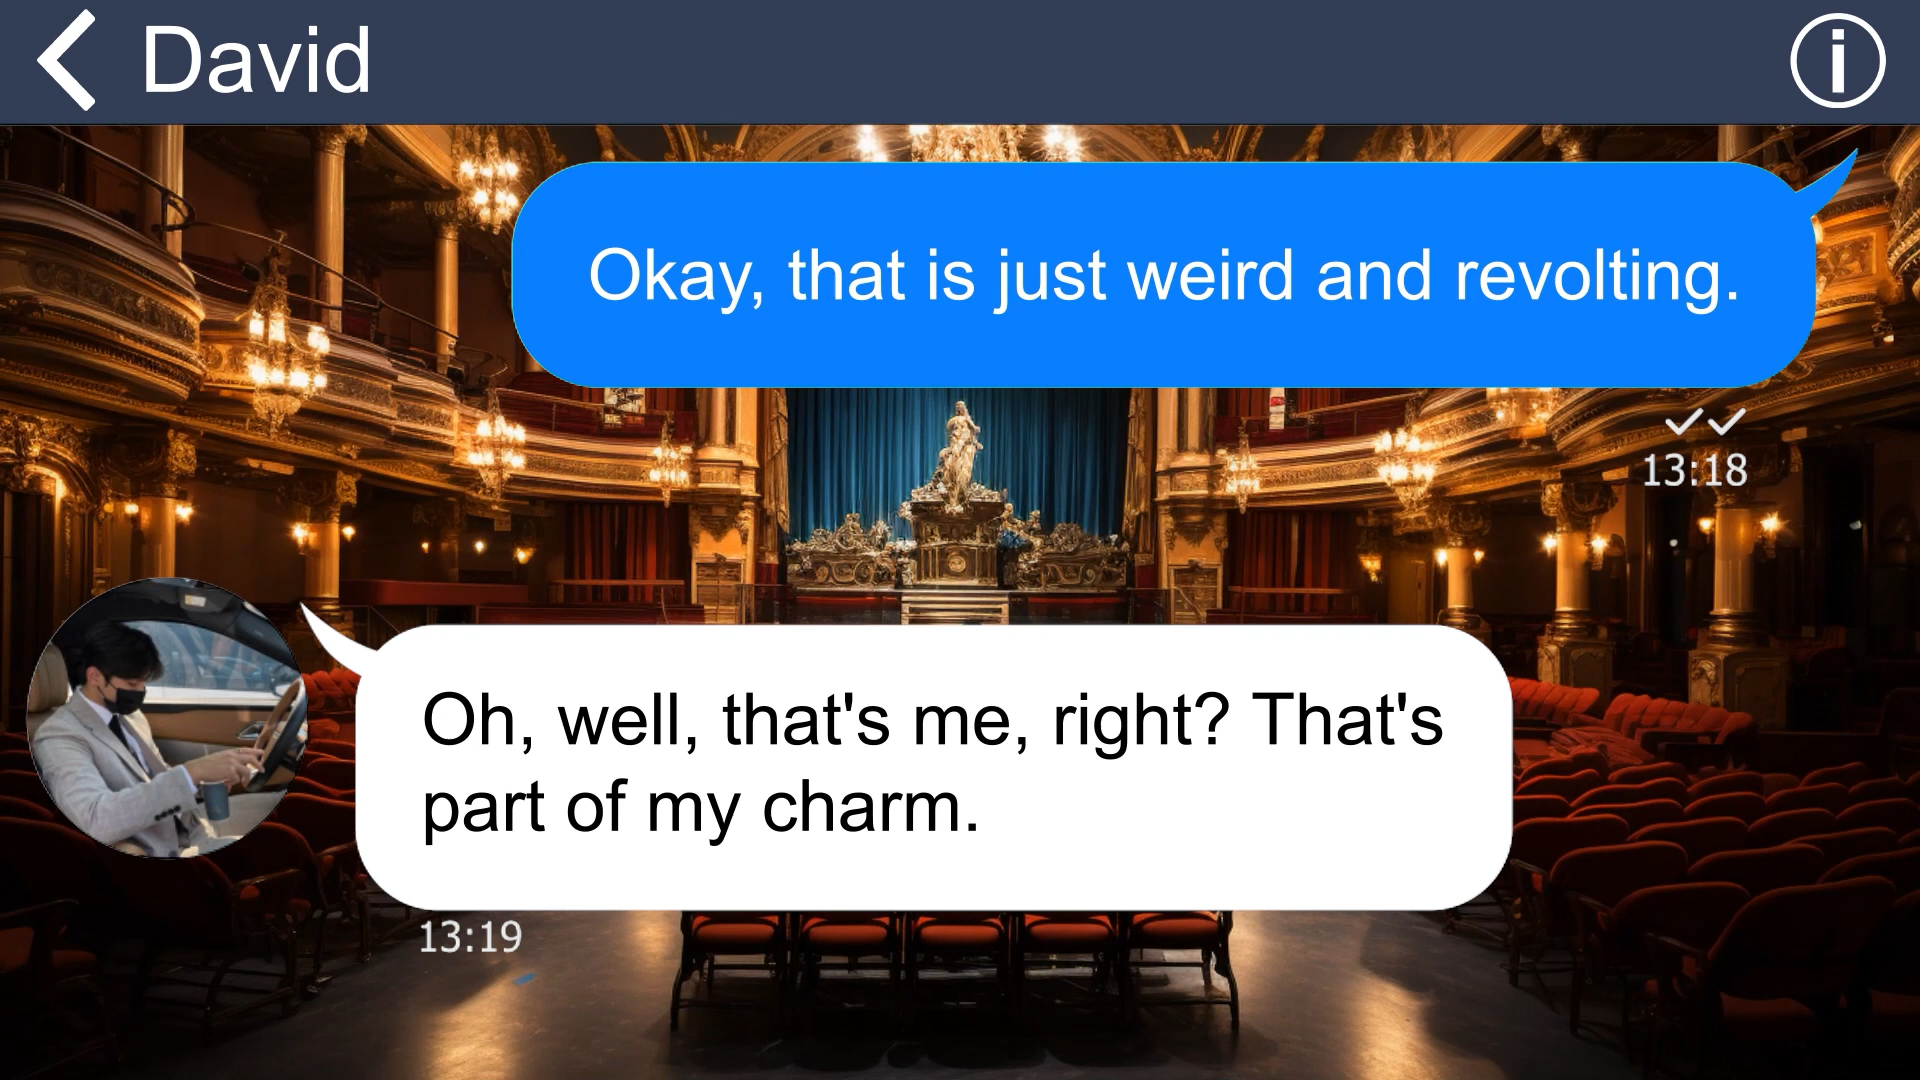 David
Okay, that is just weird and revolting.
13:18
Oh, well, that's me, right? That's
part of my charm.
13:19